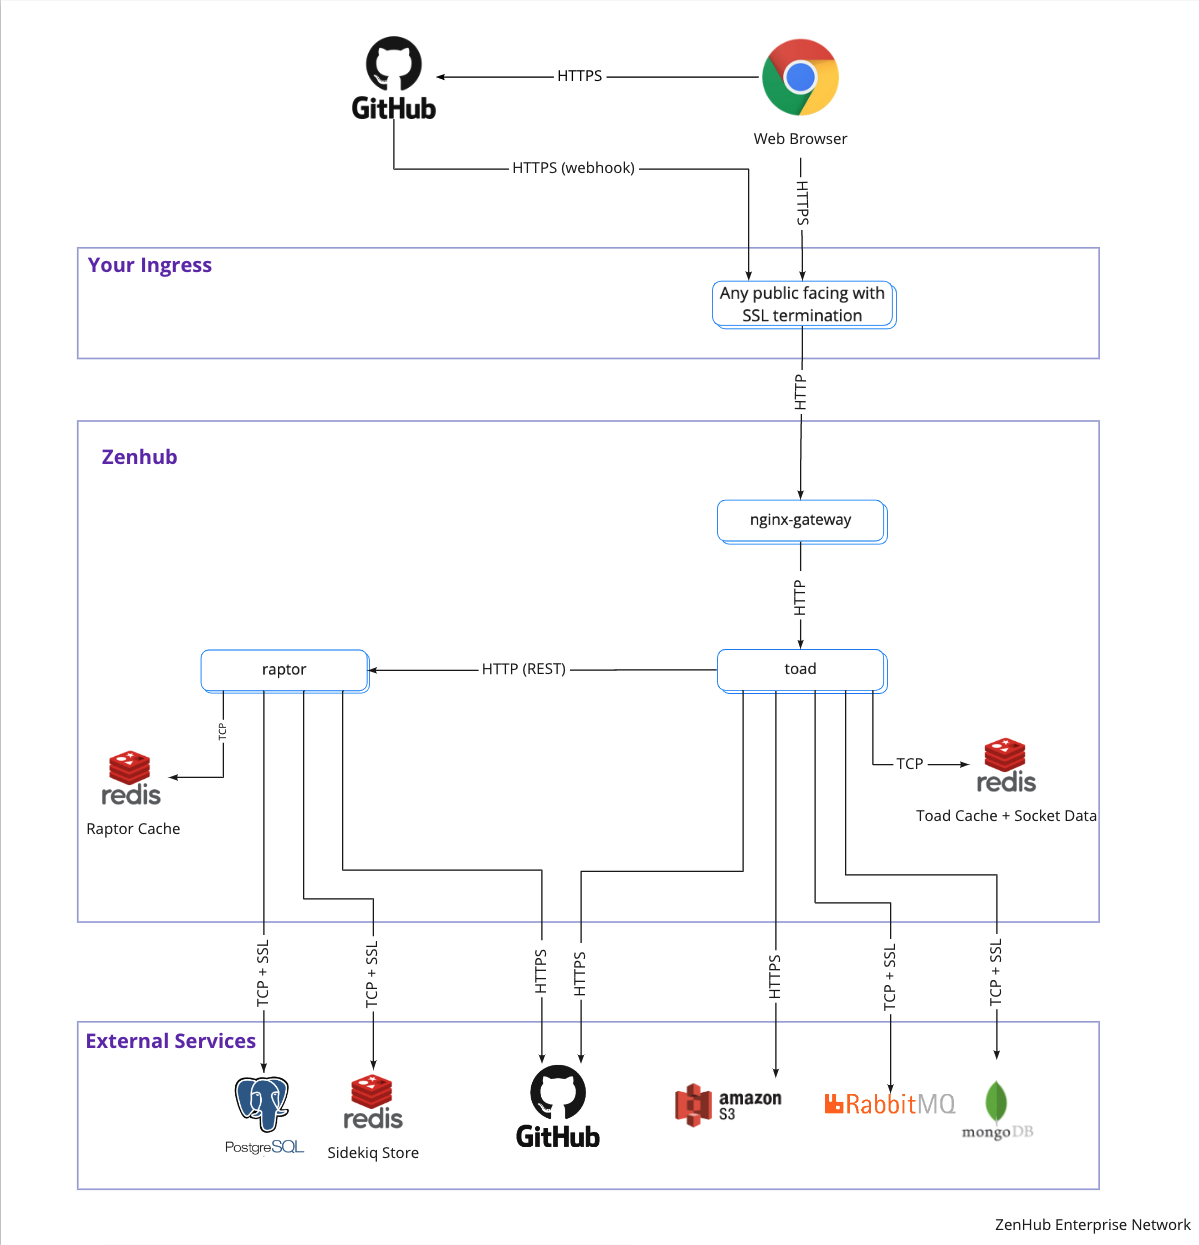 GitHub
HTTPS
Web Browser
HTTPS (webhook)
HTTPS
Your Ingress
Any public facing with
SSL termination
HTTP
Zenhub
nginx-gateway
HTTP
raptor
HTTP (REST)
toad
TCP
redis
Raptor Cache
TCP
redis
Toad Cache + Socket Data
TCP + SSL
TCP + SSL
HTTPS
HTTPS
HTTPS
TCP + SSL
TCP + SSL
External Services
PostgreSQL
redis
Sidekiq Store
GitHub
amazon
S3
RabbitMQ
mongoDB
ZenHub Enterprise Network